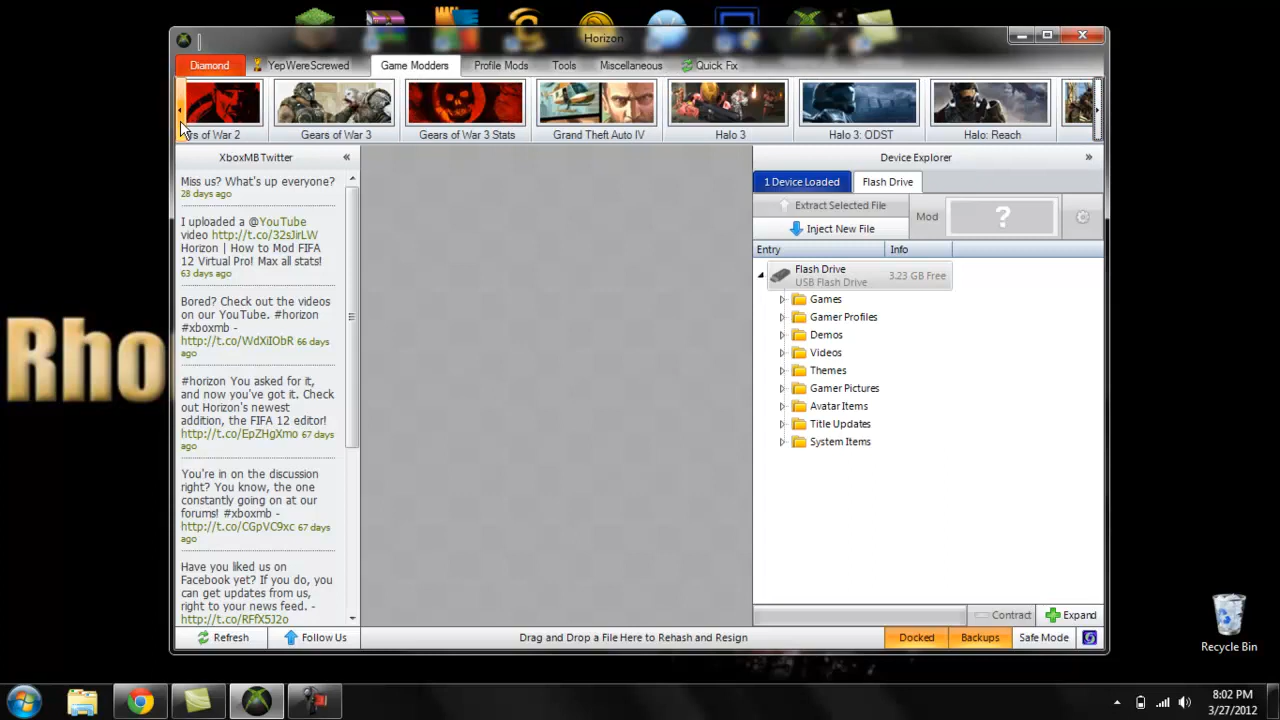 Horizon
Diamond YepWereScrewed Game Modders Profile Mods Tools Miscellaneous Quick Fix
rs of War 2 Gears of War 3 Gears of War 3 Stats Grand Theft Auto IV Halo 3 Halo 3: ODST Halo: Reach
XboxMB Twitter «
Miss us? What's up everyone?
28 days ago
I uploaded a @YouTube
video http://t.co/32sJirLW
Horizon | How to Mod FIFA
12 Virtual Pro! Max all stats!
63 days ago
Bored? Check out the videos
on our YouTube. #horizon
#xboxmb -
http://t.co/WdXiIObR 66 days
ago
#horizon You asked for it,
and now you've got it. Check
out Horizon's newest
addition, the FIFA 12 editor!
http://t.co/EpZHgXmo 67 days
ago
You're in on the discussion
right? You know, the one
constantly going on at our
forums! #xboxmb -
http://t.co/CGpVC9xc 67 days
ago
Have you liked us on
Facebook yet? If you do, you
can get updates from us,
right to your news feed. -
http://t.co/RFfX5J2o
Refresh Follow Us
Device Explorer »
1 Device Loaded Flash Drive
Extract Selected File
Inject New File
Mod ?
Entry Info
Flash Drive
USB Flash Drive 3.23 GB Free
Games
Gamer Profiles
Demos
Videos
Themes
Gamer Pictures
Avatar Items
Title Updates
System Items
Contract Expand
Drag and Drop a File Here to Rehash and Resign Docked Backups Safe Mode
Rho
Recycle Bin
8:02 PM
3/27/2012